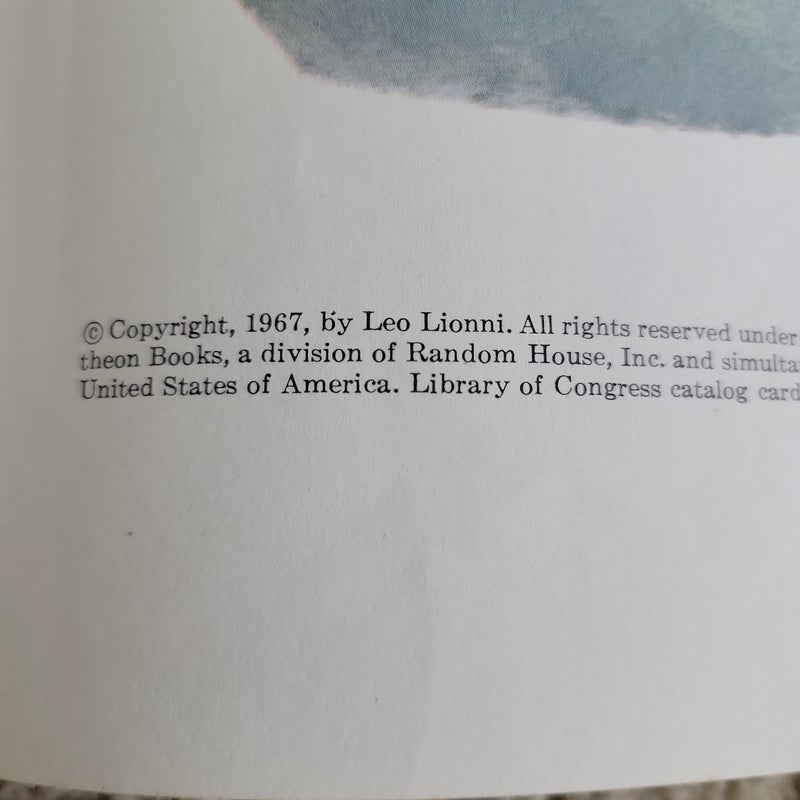 © Copyright, 1967, by Leo Lionni. All rights reserved under
theon Books, a division of Random House, Inc. and simulta
United States of America. Library of Congress catalog card